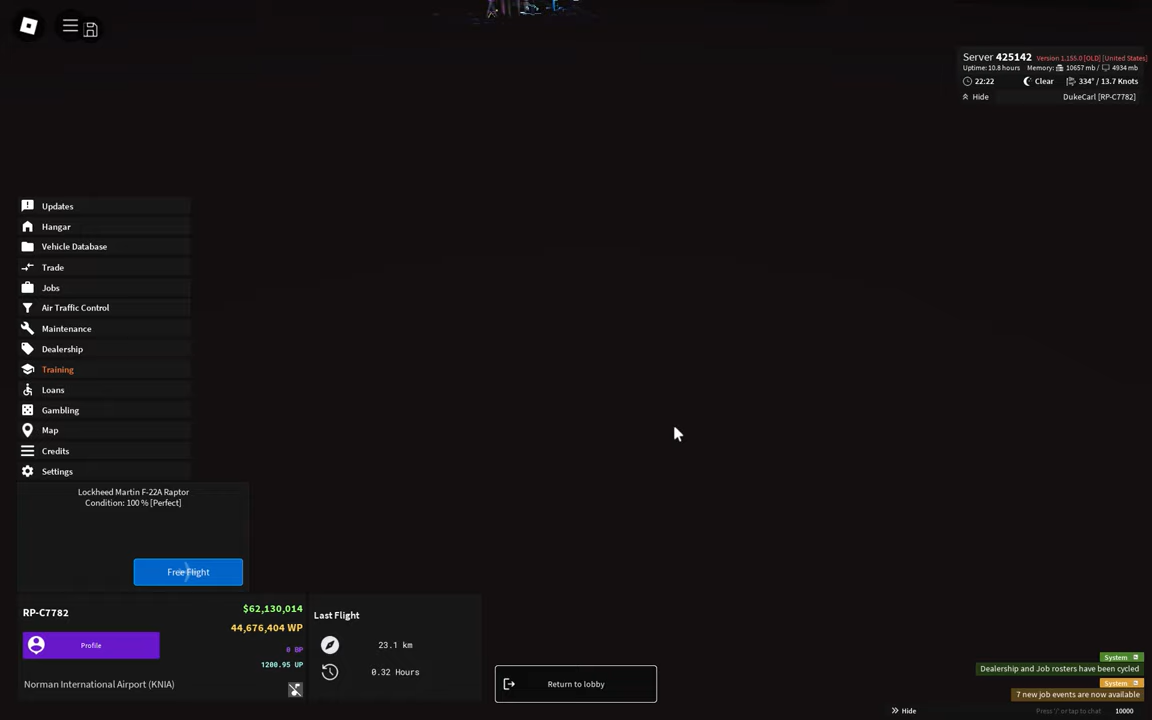 Server 425142 Version 1.155.0 [OLD] [United States]
Uptime: 10.8 hours Memory: 10657 mb / 4934 mb
22:22 Clear 334° / 13.7 Knots
Hide DukeCarl [RP-C7782]
Updates
Hangar
Vehicle Database
Trade
Jobs
Air Traffic Control
Maintenance
Dealership
Training
Loans
Gambling
Map
Credits
Settings
Lockheed Martin F-22A Raptor
Condition: 100 % [Perfect]
Free Flight
RP-C7782
$62,130,014
44,676,404 WP
Profile
0 BP
1200.95 UP
Norman International Airport (KNIA)
Last Flight
23.1 km
0.32 Hours
Return to lobby
System
Dealership and Job rosters have been cycled
System
7 new job events are now available
Hide Press '/' or tap to chat 10000